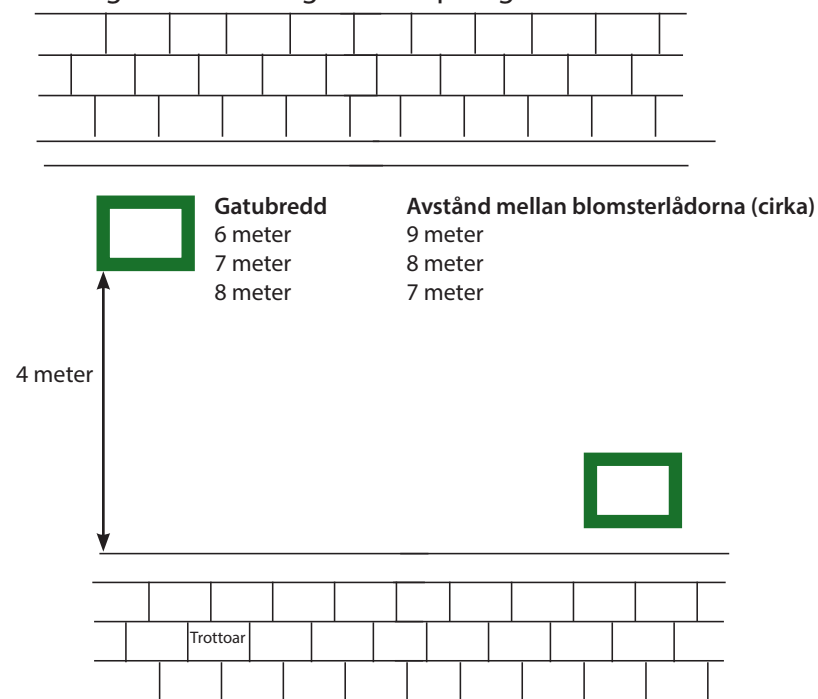 Gatubredd Avstånd mellan blomsterlådorna (cirka)
6 meter 9 meter
7 meter 8 meter
8 meter 7 meter
4 meter
Trottoar